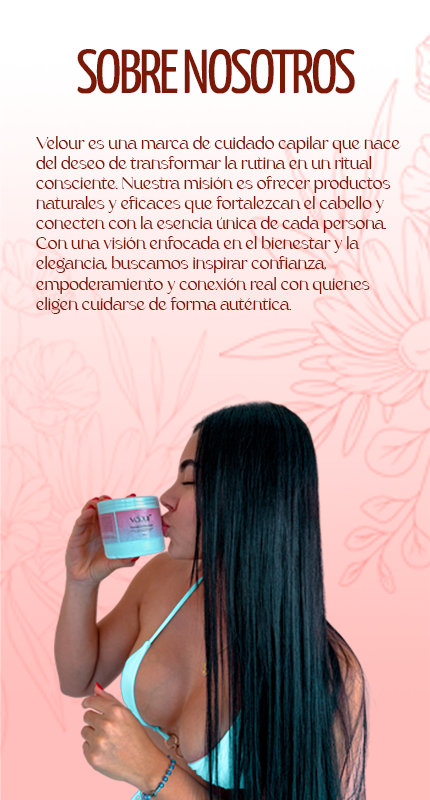 SOBRE NOSOTROS
Velour es una marca de cuidado capilar que nace
del deseo de transformar la rutina en un ritual
consciente. Nuestra misión es ofrecer productos
naturales y eficaces que fortalezcan el cabello y
conecten con la esencia única de cada persona.
Con una visión enfocada en el bienestar y la
elegancia, buscamos inspirar confianza,
empoderamiento y conexión real con quienes
eligen cuidarse de forma auténtica.